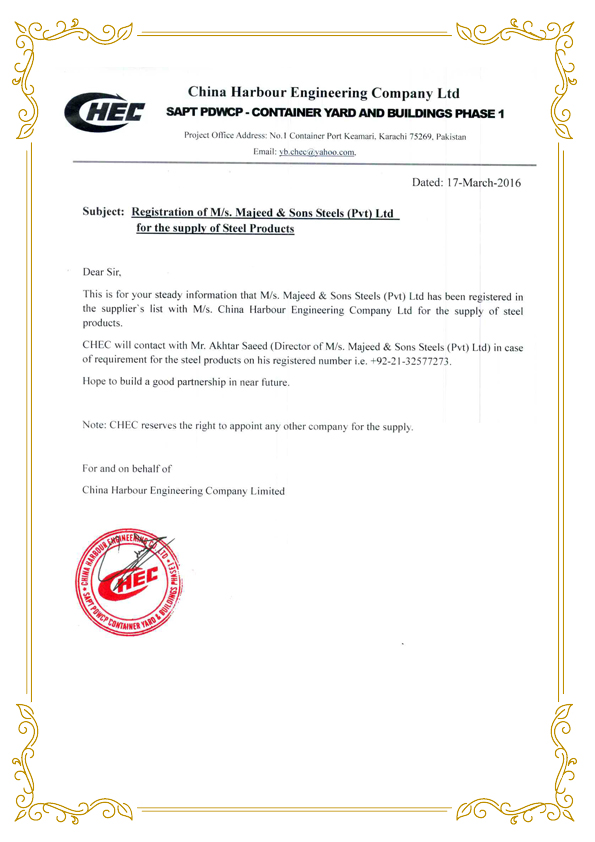 CHEC
China Harbour Engineering Company Ltd
SAPT PDWCP - CONTAINER YARD AND BUILDINGS PHASE 1
Project Office Address: No.1 Container Port Keamari, Karachi 75269, Pakistan
Email: yb.chec@yahoo.com.
Dated: 17-March-2016
Subject: Registration of M/s. Majeed & Sons Steels (Pvt) Ltd
for the supply of Steel Products
Dear Sir,
This is for your steady information that M/s. Majeed & Sons Steels (Pvt) Ltd has been registered in
the supplier`s list with M/s. China Harbour Engineering Company Ltd for the supply of steel
products.
CHEC will contact with Mr. Akhtar Saeed (Director of M/s. Majeed & Sons Steels (Pvt) Ltd) in case
of requirement for the steel products on his registered number i.e. +92-21-32577273.
Hope to build a good partnership in near future.
Note: CHEC reserves the right to appoint any other company for the supply.
For and on behalf of
China Harbour Engineering Company Limited
CHINA HARBOUR ENGINEERING CO. LTD
CHEC
SAPT PDWCP CONTAINER YARD & BUILDINGS PHASE1